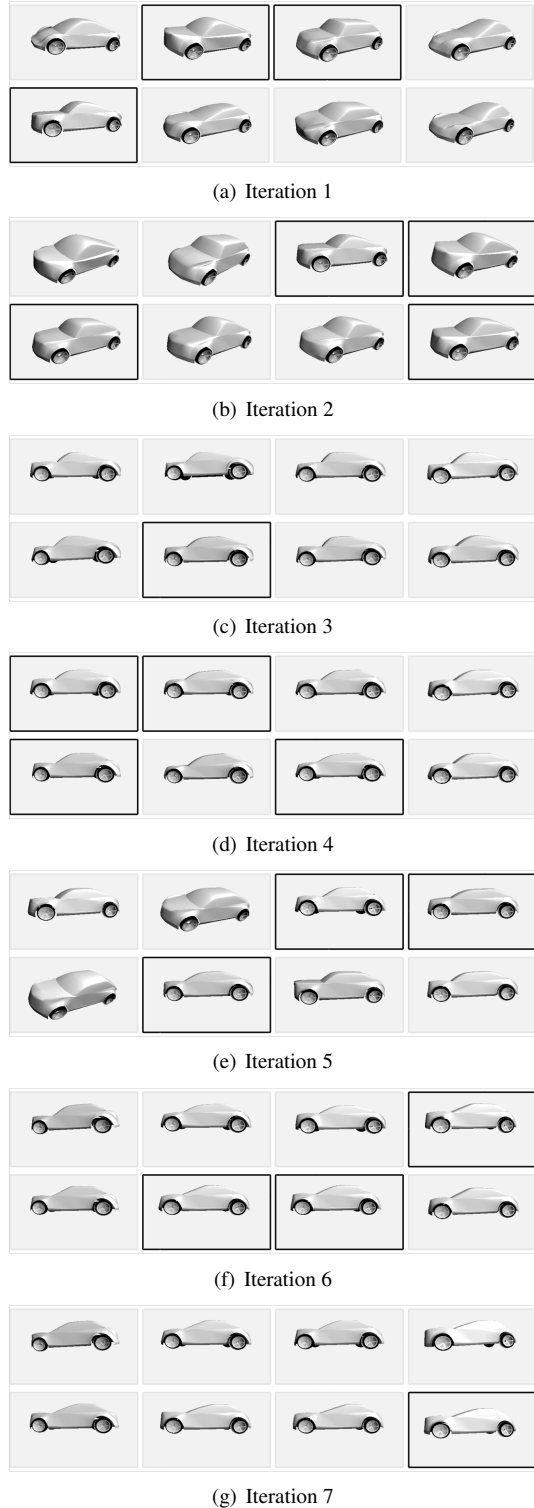 (a) Iteration 1
(b) Iteration 2
(c) Iteration 3
(d) Iteration 4
(e) Iteration 5
(f) Iteration 6
(g) Iteration 7